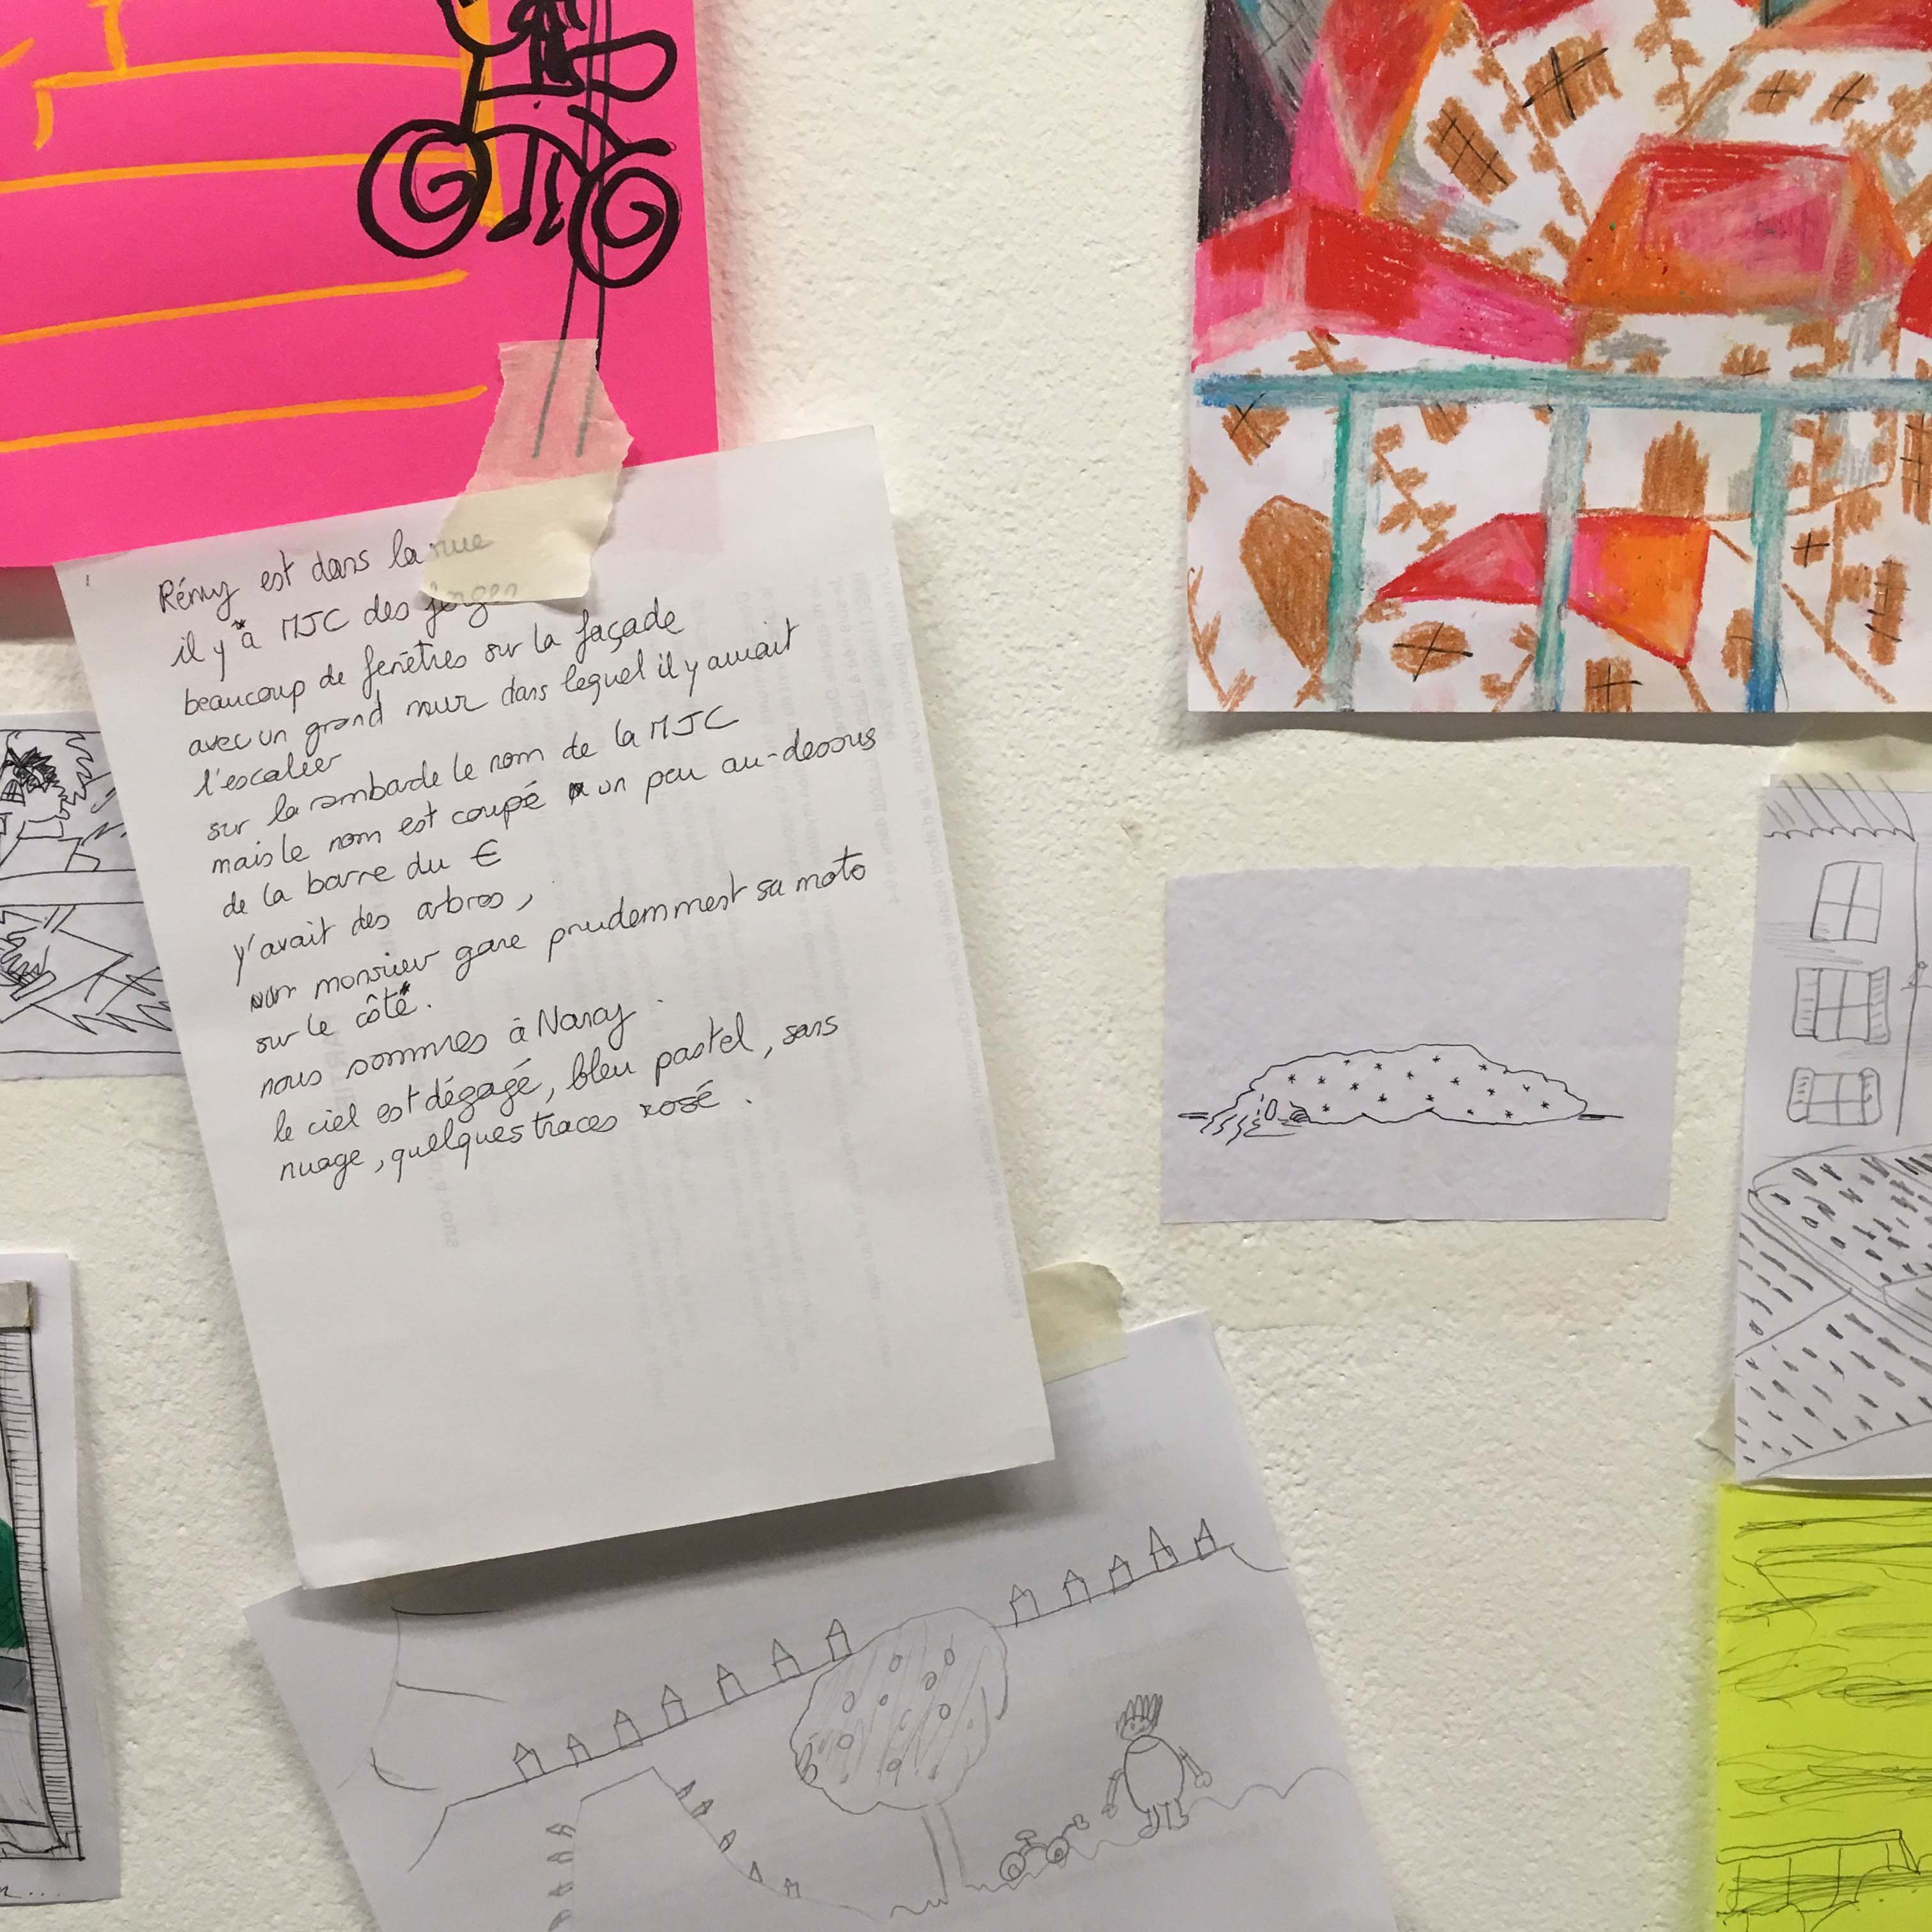 Rémy est dans la rue
il y a MJC des forges
beaucoup de fenêtres sur la façade
avec un grand mur dans lequel il y aurait
l'escalier
sur la rambarde le nom de la MJC
mais le nom est coupé un peu au-dessus
de la barre du €
y'avait des arbres,
un monsieur gare prudemment sa moto
sur le côté.
nous sommes à Nancy.
le ciel est dégagé, bleu pastel, sans
nuage, quelques traces rosé.